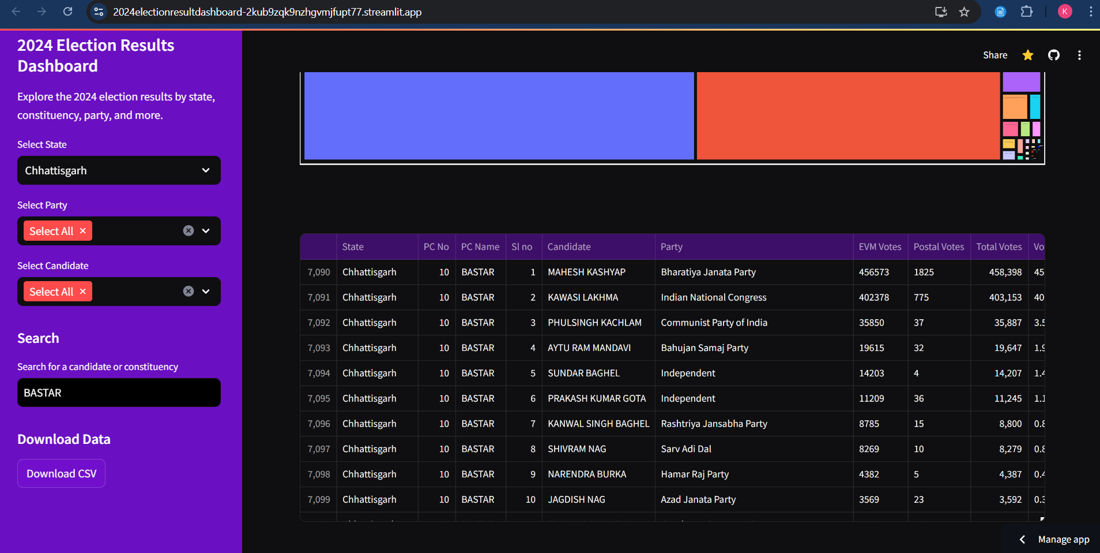 2024electionresultdashboard-2kub9zqk9nzhgvmjfupt77.streamlit.app
K
2024 Election Results
Dashboard
Explore the 2024 election results by state,
constituency, party, and more.
Select State
Chhattisgarh
Select Party
Select All ×
Select Candidate
Select All ×
Search
Search for a candidate or constituency
BASTAR
Download Data
Download CSV
Share
State PC No PC Name Sl no Candidate Party EVM Votes Postal Votes Total Votes Vo
7,090 Chhattisgarh 10 BASTAR 1 MAHESH KASHYAP Bharatiya Janata Party 456573 1825 458,398 45
7,091 Chhattisgarh 10 BASTAR 2 KAWASI LAKHMA Indian National Congress 402378 775 403,153 40
7,092 Chhattisgarh 10 BASTAR 3 PHULSINGH KACHLAM Communist Party of India 35850 37 35,887 3.5
7,093 Chhattisgarh 10 BASTAR 4 AYTU RAM MANDAVI Bahujan Samaj Party 19615 32 19,647 1.9
7,094 Chhattisgarh 10 BASTAR 5 SUNDAR BAGHEL Independent 14203 4 14,207 1.4
7,095 Chhattisgarh 10 BASTAR 6 PRAKASH KUMAR GOTA Independent 11209 36 11,245 1.1
7,096 Chhattisgarh 10 BASTAR 7 KANWAL SINGH BAGHEL Rashtriya Jansabha Party 8785 15 8,800 0.8
7,097 Chhattisgarh 10 BASTAR 8 SHIVRAM NAG Sarv Adi Dal 8269 10 8,279 0.8
7,098 Chhattisgarh 10 BASTAR 9 NARENDRA BURKA Hamar Raj Party 4382 5 4,387 0.4
7,099 Chhattisgarh 10 BASTAR 10 JAGDISH NAG Azad Janata Party 3569 23 3,592 0.3
Manage app